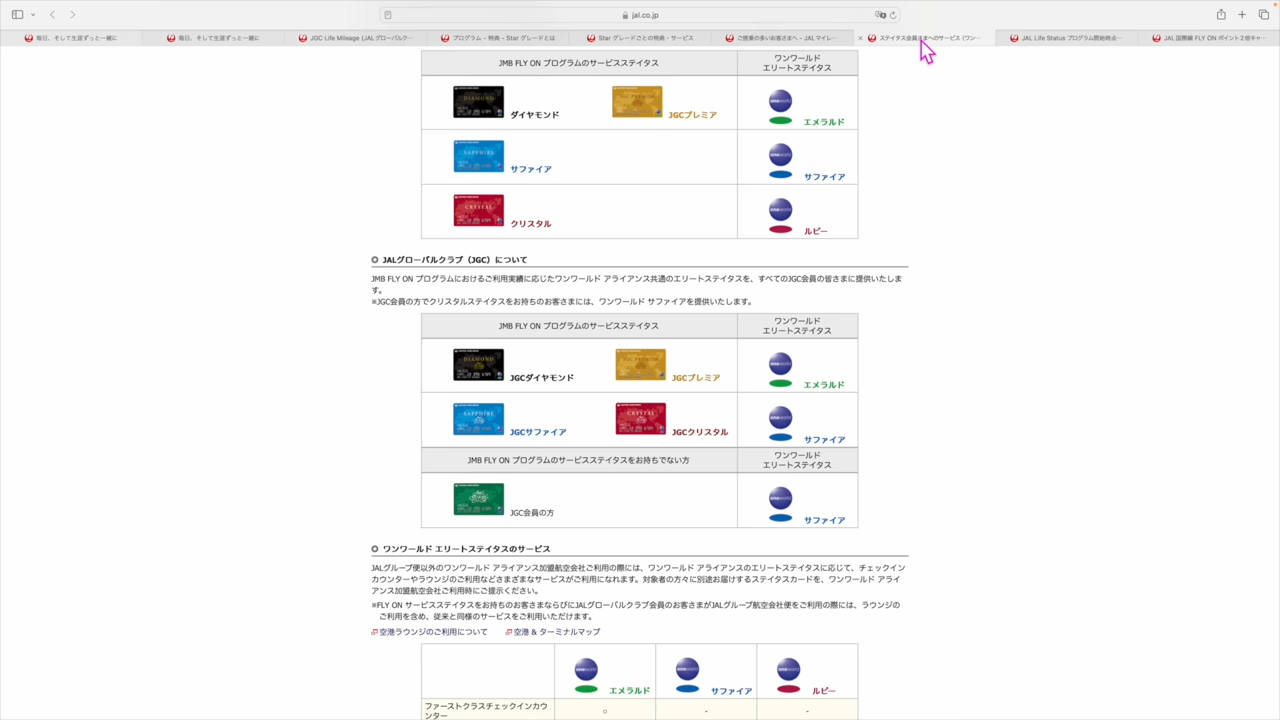 jal.co.jp
毎日、そして生涯ずっと一緒に
毎日、そして生涯ずっと一緒に
JGC Life Mileage (JALグローバルク…
プログラム - 特典 - Star グレードとは
Star グレードごとの特典・サービス
ご搭乗の多いお客さまへ - JALマイレ…
ステイタス会員さまへのサービス (ワン…
JAL Life Status プログラム開始時点…
JAL 国際線 FLY ON ポイント2倍キャ…
JMB FLY ON プログラムのサービスステイタス
ワンワールド
エリートステイタス
DIAMOND
ダイヤモンド
JGCプレミア
エメラルド
SAPPHIRE
サファイア
oneworld
サファイア
CRYSTAL
クリスタル
oneworld
ルビー
JALグローバルクラブ（JGC）について
JMB FLY ON プログラムにおけるご利用実績に応じたワンワールド アライアンス共通のエリートステイタスを、すべてのJGC会員の皆さまに提供いたしま
す。
※JGC会員の方でクリスタルステイタスをお持ちのお客さまには、ワンワールド サファイアを提供いたします。
JMB FLY ON プログラムのサービスステイタス
ワンワールド
エリートステイタス
DIAMOND
JGCダイヤモンド
JGCプレミア
oneworld
エメラルド
SAPPHIRE
JGCサファイア
CRYSTAL
JGCクリスタル
oneworld
サファイア
JMB FLY ON プログラムのサービスステイタスをお持ちでない方
ワンワールド
エリートステイタス
JGC会員の方
oneworld
サファイア
ワンワールド エリートステイタスのサービス
JALグループ便以外のワンワールド アライアンス加盟航空会社ご利用の際には、ワンワールド アライアンスのエリートステイタスに応じて、チェックイン
カウンターやラウンジのご利用などさまざまなサービスがご利用になれます。対象者の方々に別途お届けするステイタスカードを、ワンワールド アライ
アンス加盟航空会社ご利用時にご提示ください。
※FLY ON サービスステイタスをお持ちのお客さまならびにJALグローバルクラブ会員のお客さまがJALグループ航空会社便をご利用の際には、ラウンジの
ご利用を含め、従来と同様のサービスをご利用いただけます。
空港ラウンジのご利用について 空港 & ターミナルマップ
oneworld
エメラルド
oneworld
サファイア
oneworld
ルビー
ファーストクラスチェックインカウ
ンター
○ - -